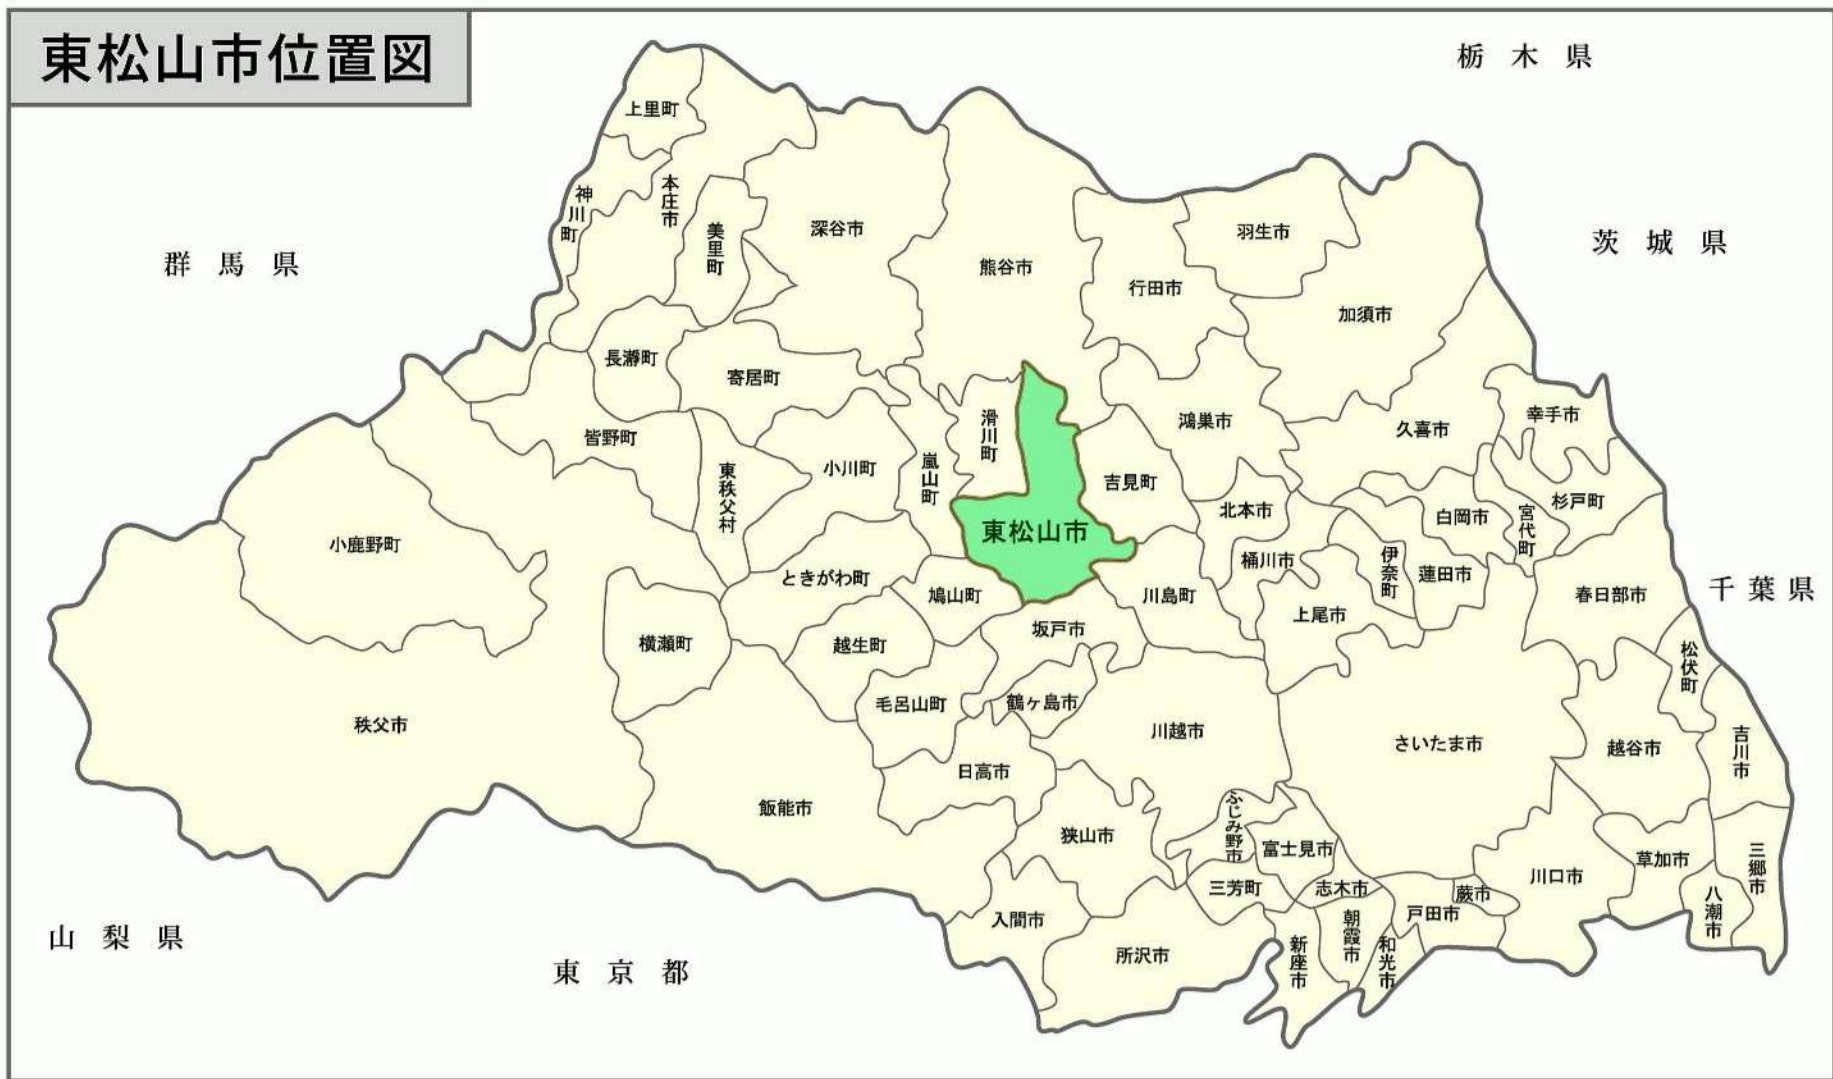 東松山市位置図
栃木県
群馬県
茨城県
千葉県
山梨県
東京都
上里町
神川町
本庄市
美里町
深谷市
熊谷市
行田市
羽生市
加須市
長瀞町
寄居町
皆野町
東秩父村
小川町
嵐山町
滑川町
東松山市
吉見町
鴻巣市
久喜市
幸手市
北本市
白岡市
宮代町
杉戸町
小鹿野町
ときがわ町
鳩山町
川島町
桶川市
伊奈町
蓮田市
上尾市
春日部市
横瀬町
越生町
坂戸市
松伏町
秩父市
毛呂山町
鶴ヶ島市
川越市
さいたま市
越谷市
吉川市
日高市
飯能市
狭山市
ふじみ野市
富士見市
三芳町
志木市
蕨市
戸田市
川口市
草加市
三郷市
八潮市
入間市
所沢市
新座市
朝霞市
和光市